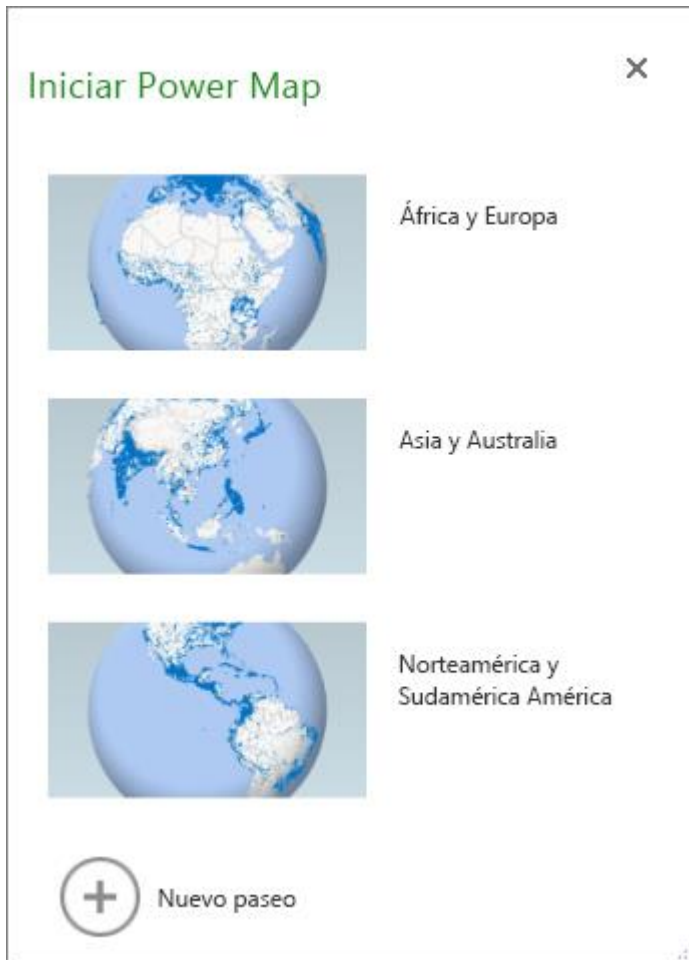 Iniciar Power Map
África y Europa
Asia y Australia
Norteamérica y
Sudamérica América
Nuevo paseo